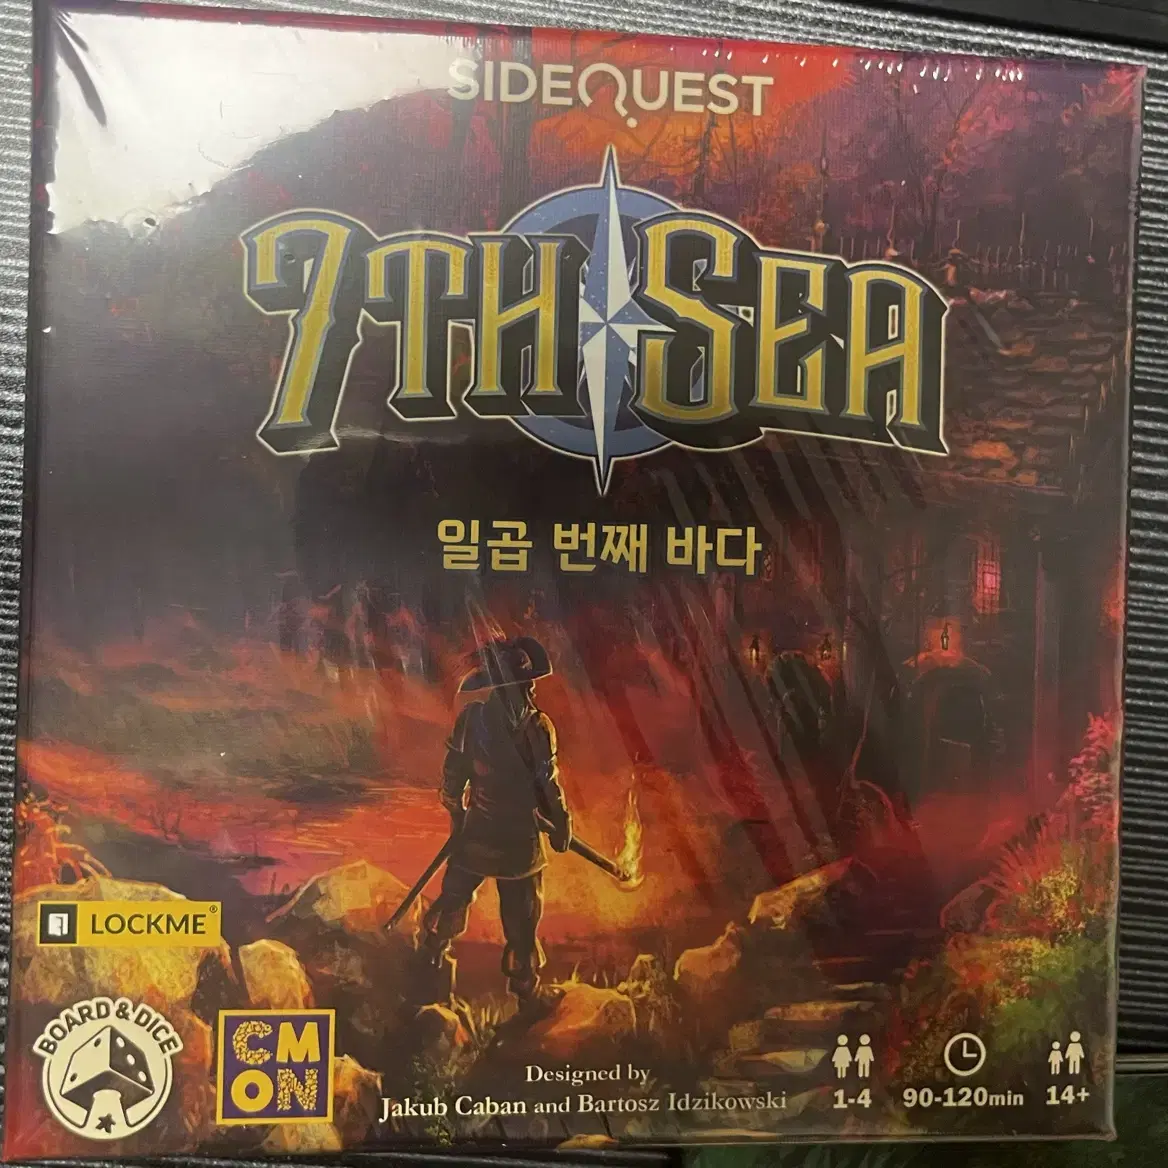 SIDEQUEST
7TH SEA
일곱 번째 바다
LOCKME®
BOARD & DICE
CM
ON
Designed by
Jakub Caban and Bartosz Idzikowski
1-4
90-120min
14+